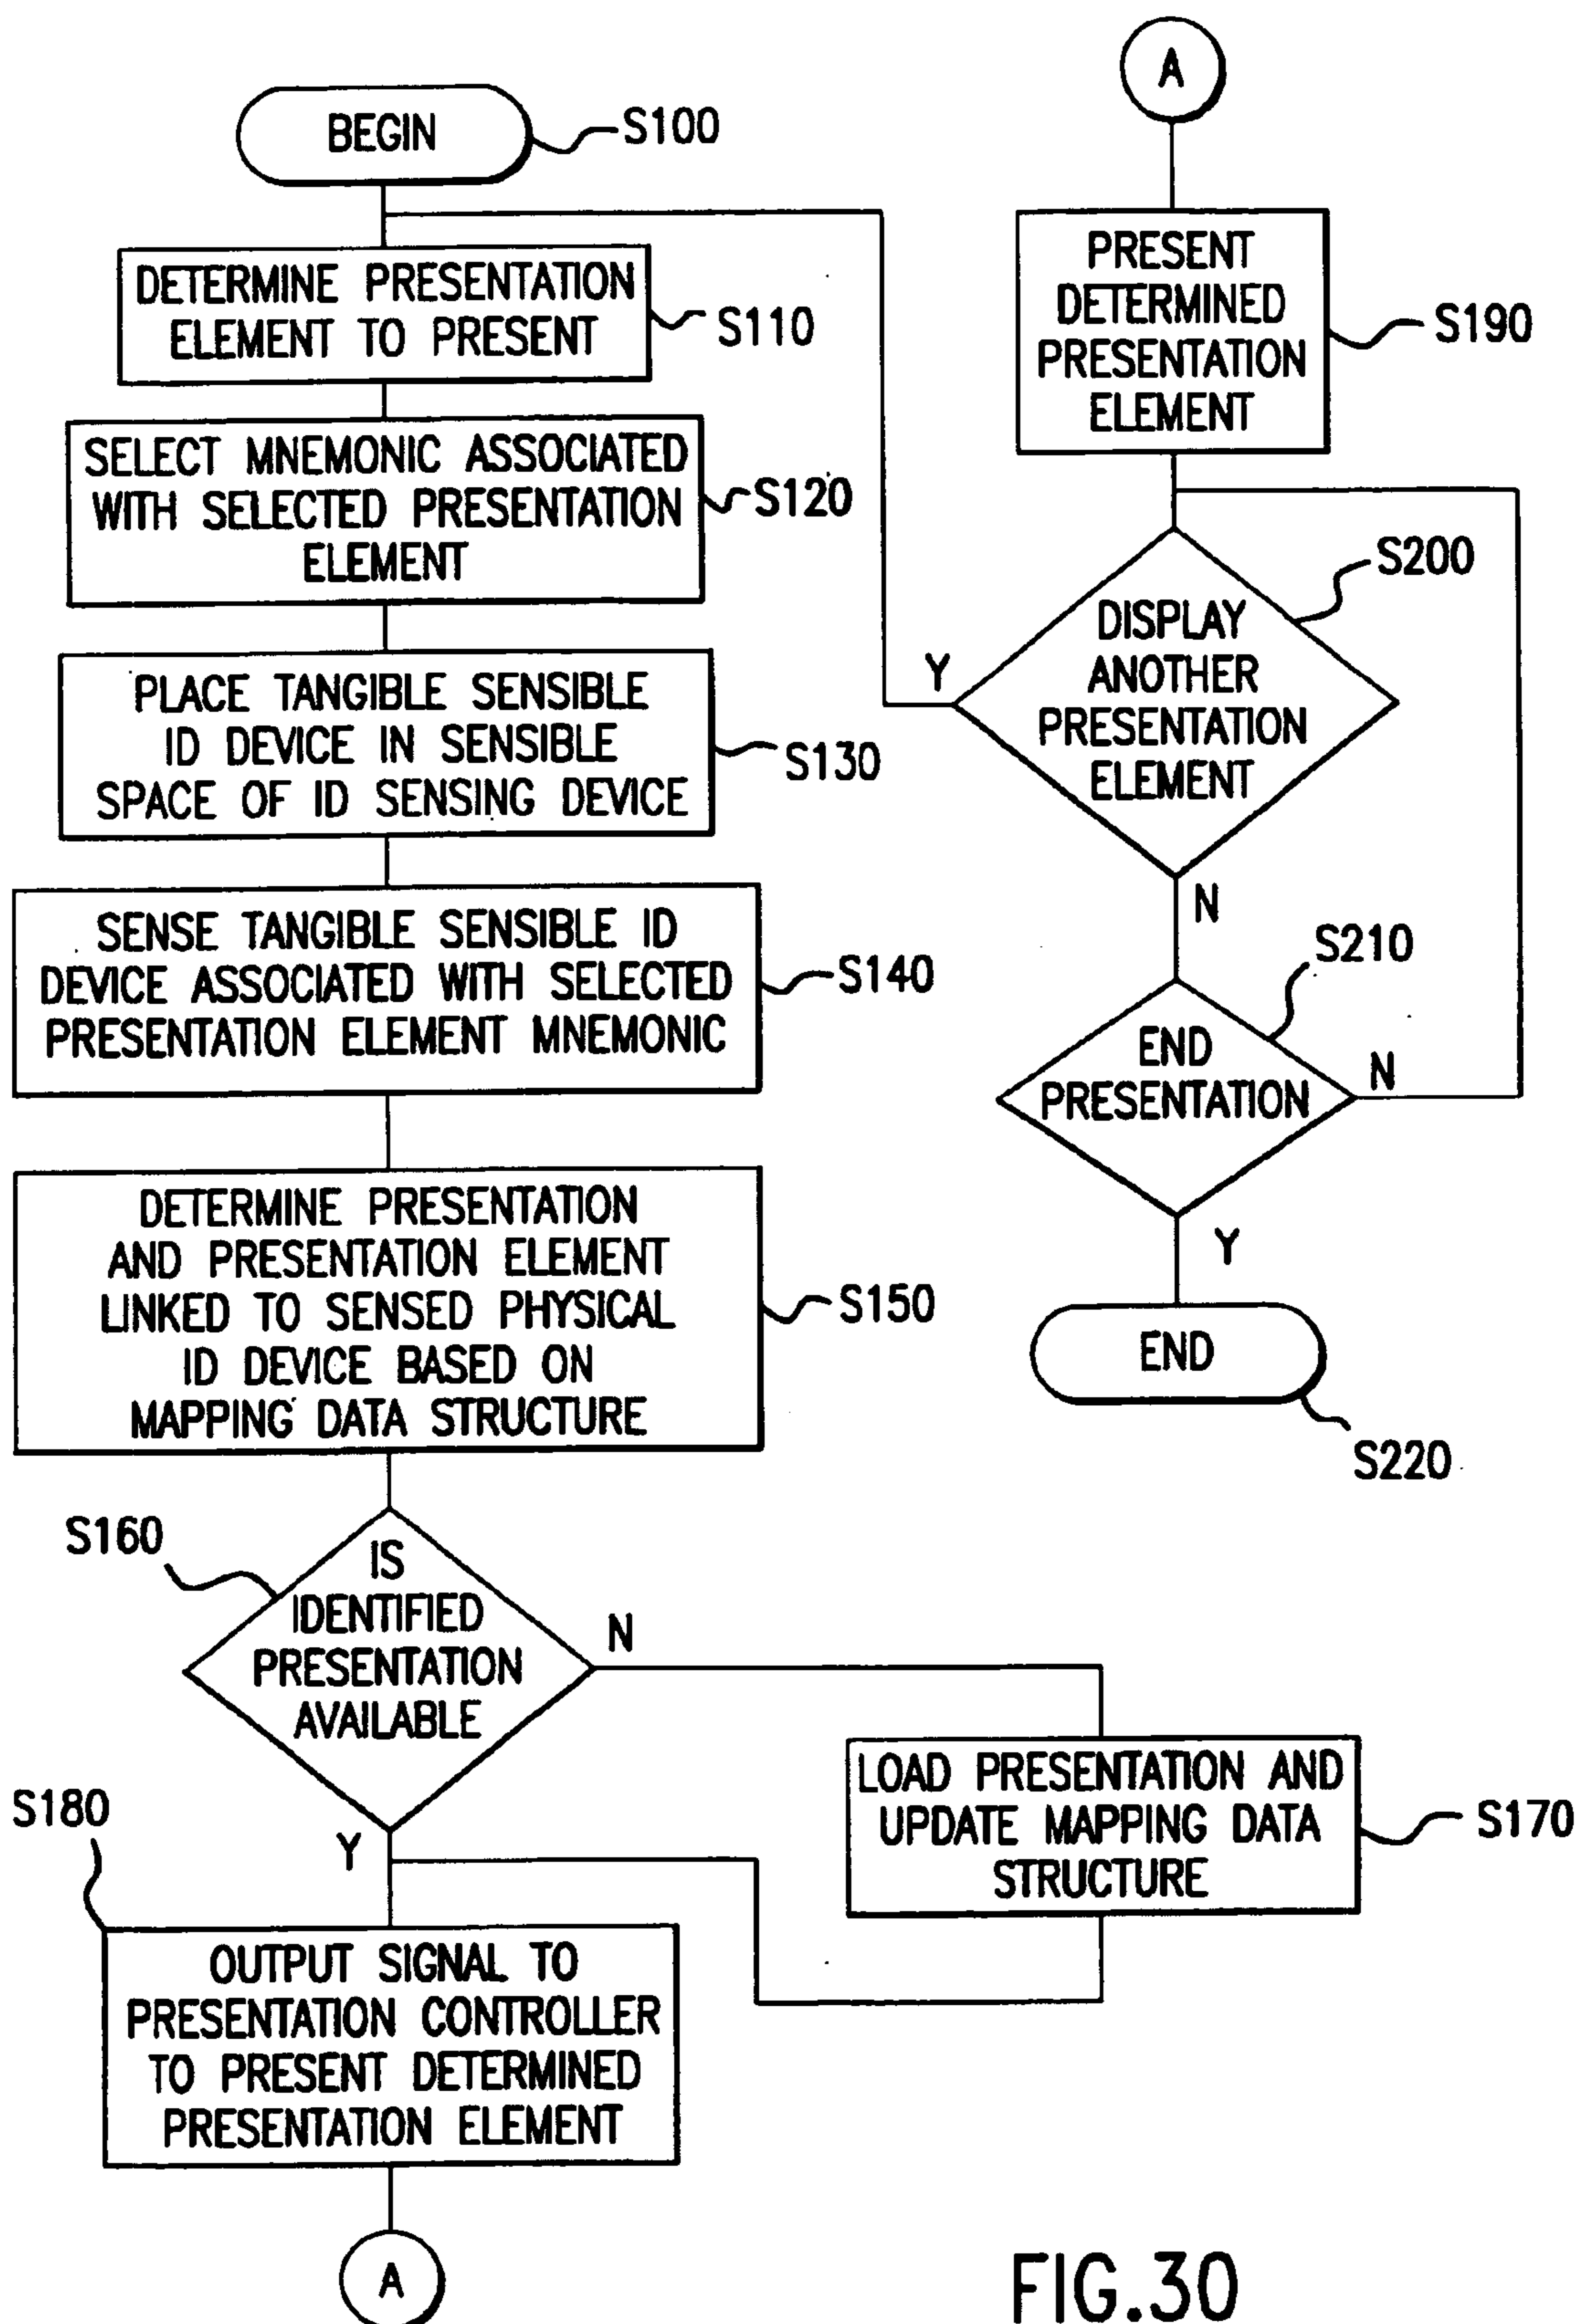 BEGIN
S100
DETERMINE PRESENTATION
ELEMENT TO PRESENT
S110
SELECT MNEMONIC ASSOCIATED
WITH SELECTED PRESENTATION
ELEMENT
S120
PLACE TANGIBLE SENSIBLE
ID DEVICE IN SENSIBLE
SPACE OF ID SENSING DEVICE
S130
SENSE TANGIBLE SENSIBLE ID
DEVICE ASSOCIATED WITH SELECTED
PRESENTATION ELEMENT MNEMONIC
S140
DETERMINE PRESENTATION
AND PRESENTATION ELEMENT
LINKED TO SENSED PHYSICAL
ID DEVICE BASED ON
MAPPING DATA STRUCTURE
S150
S160
IS
IDENTIFIED
PRESENTATION
AVAILABLE
N
Y
LOAD PRESENTATION AND
UPDATE MAPPING DATA
STRUCTURE
S170
S180
OUTPUT SIGNAL TO
PRESENTATION CONTROLLER
TO PRESENT DETERMINED
PRESENTATION ELEMENT
A
A
PRESENT
DETERMINED
PRESENTATION
ELEMENT
S190
S200
DISPLAY
ANOTHER
PRESENTATION
ELEMENT
Y
N
S210
END
PRESENTATION
N
Y
END
S220
FIG.30